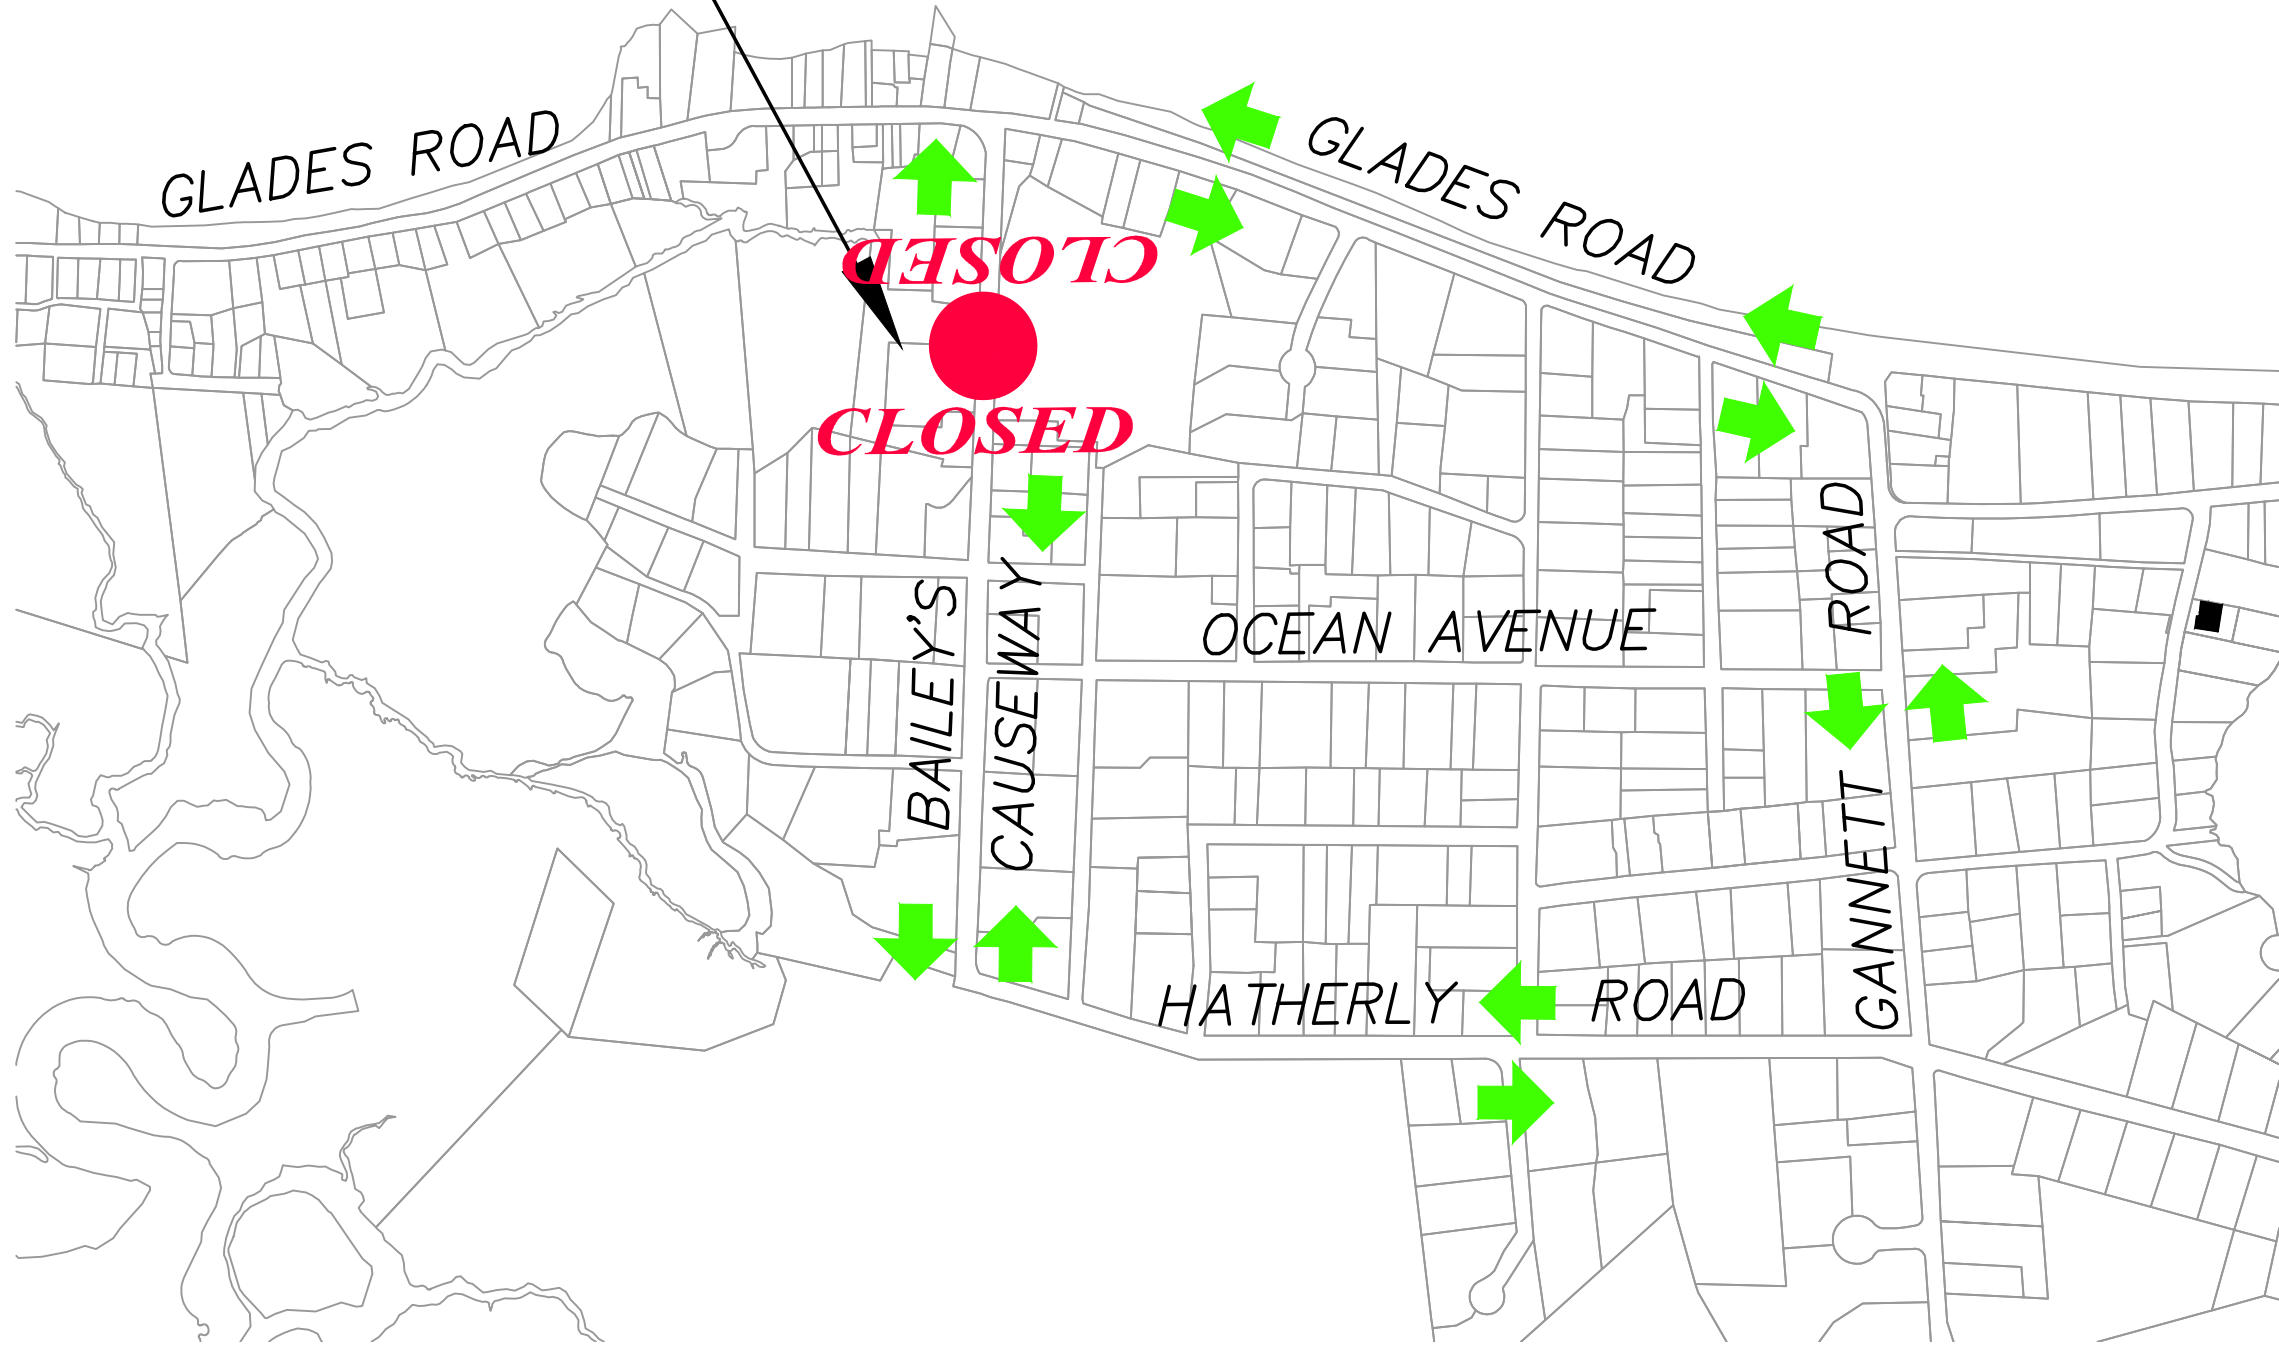 GLADES ROAD
GLADES ROAD
CLOSED
CLOSED
ROAD
BAILEY'S
CAUSEWAY
OCEAN AVENUE
GANNETT
HATHERLY ROAD